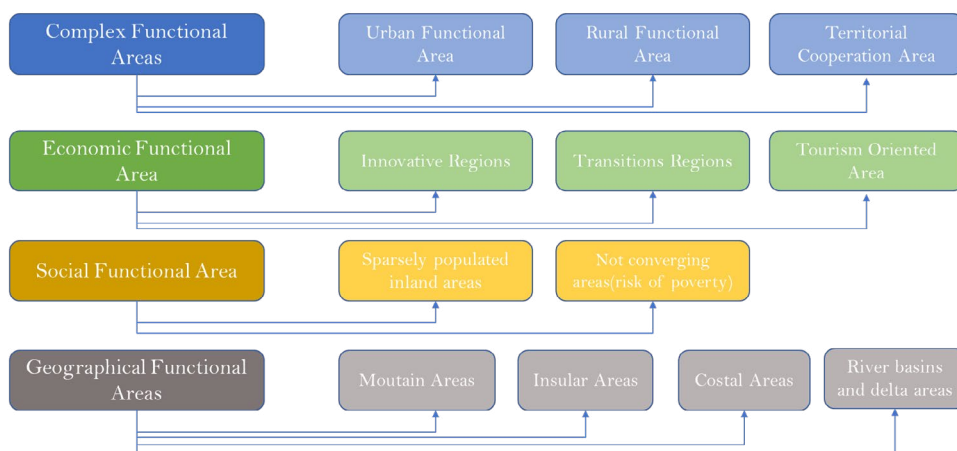 Complex Functional
Areas
Urban Functional
Area
Rural Functional
Area
Territorial
Cooperation Area
Economic Functional
Area
Innovative Regions
Transitions Regions
Tourism Oriented
Area
Social Functional Area
Sparsely populated
inland areas
Not converging
areas(risk of poverty)
Geographical Functional
Areas
Moutain Areas
Insular Areas
Costal Areas
River basins
and delta areas